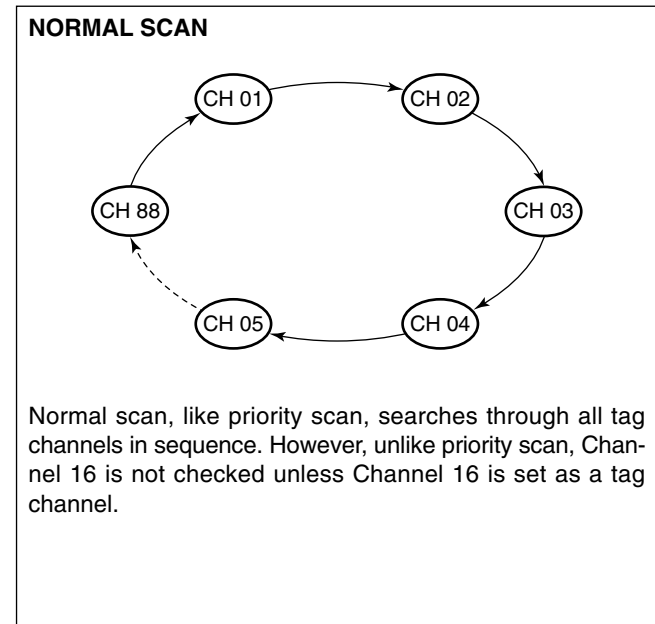 NORMAL SCAN
CH 01
CH 02
CH 88
CH 03
CH 05
CH 04
Normal scan, like priority scan, searches through all tag
channels in sequence. However, unlike priority scan, Chan-
nel 16 is not checked unless Channel 16 is set as a tag
channel.